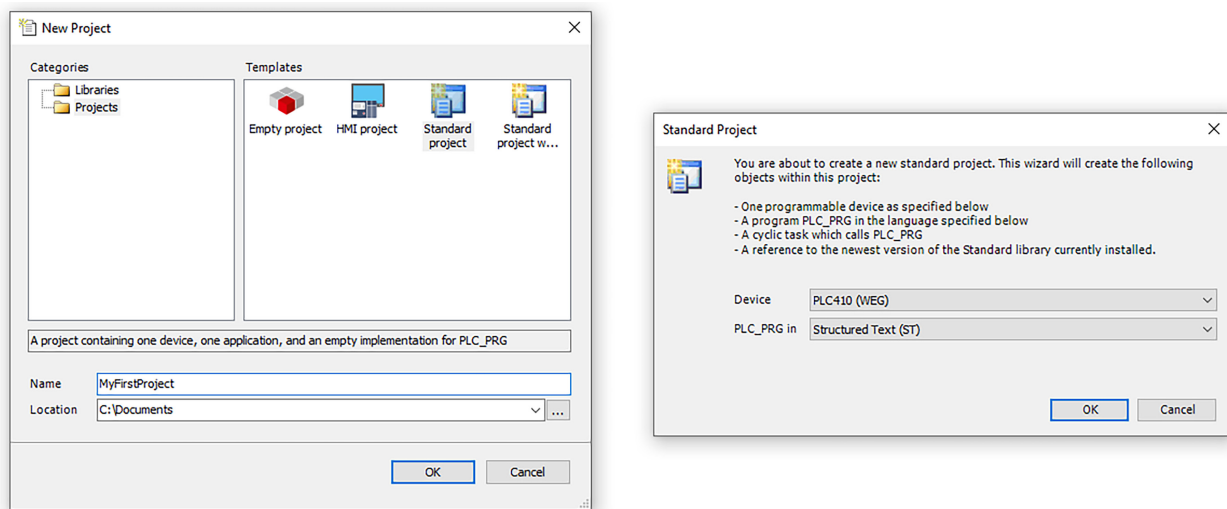 New Project
Categories
Templates
Libraries
Projects
Empty project
HMI project
Standard
project
Standard
project w...
A project containing one device, one application, and an empty implementation for PLC_PRG
Name
MyFirstProject
Location
C:\Documents
...
OK
Cancel
Standard Project
You are about to create a new standard project. This wizard will create the following
objects within this project:
- One programmable device as specified below
- A program PLC_PRG in the language specified below
- A cyclic task which calls PLC_PRG
- A reference to the newest version of the Standard library currently installed.
Device
PLC410 (WEG)
PLC_PRG in
Structured Text (ST)
OK
Cancel